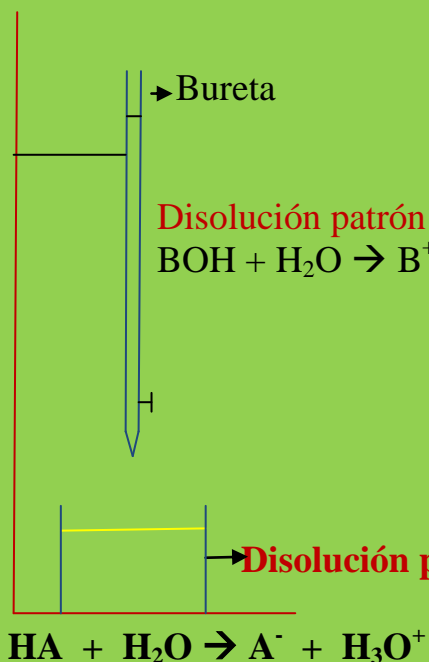 Bureta
Disolución patrón
BOH + H₂O → B⁺
Disolución p
HA + H₂O → A⁻ + H₃O⁺